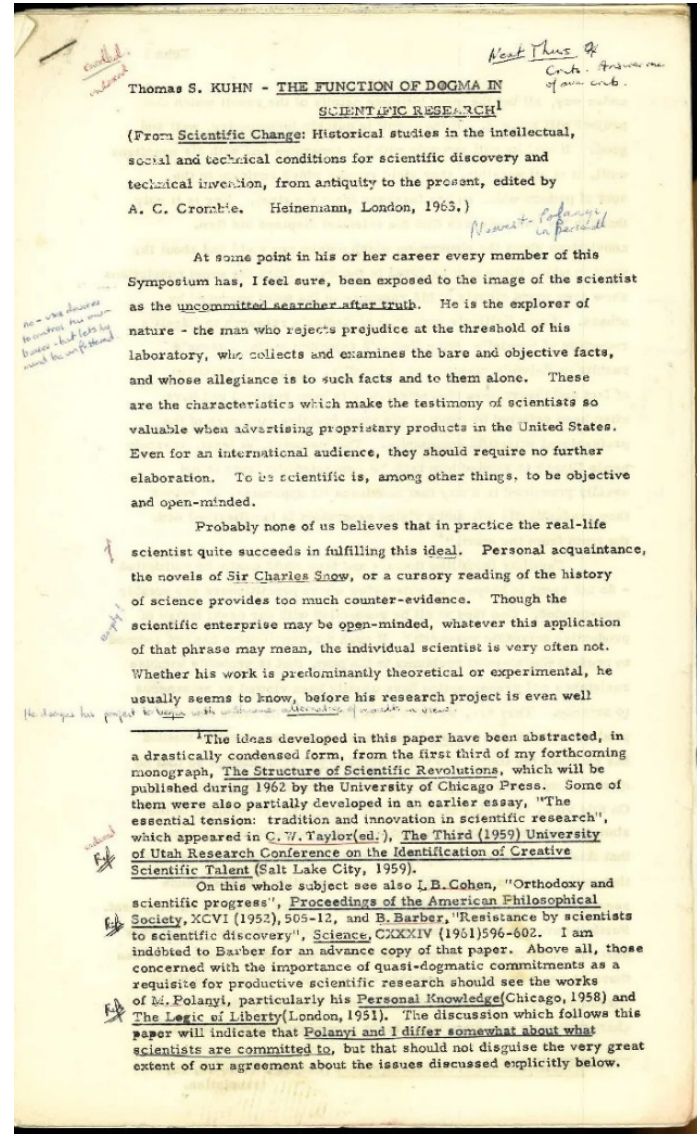 Next Thurs
Thomas S. KUHN - THE FUNCTION OF DOGMA IN
SCIENTIFIC RESEARCH1
(From Scientific Change: Historical studies in the intellectual,
social and technical conditions for scientific discovery and
technical invention, from antiquity to the present, edited by
A. C. Crombie. Heinemann, London, 1963.)
Nearest - Polanyi
in personal
At some point in his or her career every member of this
Symposium has, I feel sure, been exposed to the image of the scientist
as the uncommitted searcher after truth. He is the explorer of
nature - the man who rejects prejudice at the threshold of his
laboratory, who collects and examines the bare and objective facts,
and whose allegiance is to such facts and to them alone. These
are the characteristics which make the testimony of scientists so
valuable when advertising proprietary products in the United States.
Even for an international audience, they should require no further
elaboration. To be scientific is, among other things, to be objective
and open-minded.
Probably none of us believes that in practice the real-life
scientist quite succeeds in fulfilling this ideal. Personal acquaintance,
the novels of Sir Charles Snow, or a cursory reading of the history
of science provides too much counter-evidence. Though the
scientific enterprise may be open-minded, whatever this application
of that phrase may mean, the individual scientist is very often not.
Whether his work is predominantly theoretical or experimental, he
usually seems to know, before his research project is even well
He designs his project to begin with
1The ideas developed in this paper have been abstracted, in
a drastically condensed form, from the first third of my forthcoming
monograph, The Structure of Scientific Revolutions, which will be
published during 1962 by the University of Chicago Press. Some of
them were also partially developed in an earlier essay, "The
essential tension: tradition and innovation in scientific research",
which appeared in C. W. Taylor(ed.), The Third (1959) University
Ref
of Utah Research Conference on the Identification of Creative
Scientific Talent (Salt Lake City, 1959).
On this whole subject see also I. B. Cohen, "Orthodoxy and
scientific progress", Proceedings of the American Philosophical
Ref
Society, XCVI (1952), 505-12, and B. Barber, "Resistance by scientists
to scientific discovery", Science, CXXXIV (1961)596-602. I am
indebted to Barber for an advance copy of that paper. Above all, those
concerned with the importance of quasi-dogmatic commitments as a
requisite for productive scientific research should see the works
Ref
of M. Polanyi, particularly his Personal Knowledge(Chicago, 1958) and
The Logic of Liberty(London, 1951). The discussion which follows this
paper will indicate that Polanyi and I differ somewhat about what
scientists are committed to, but that should not disguise the very great
extent of our agreement about the issues discussed explicitly below.